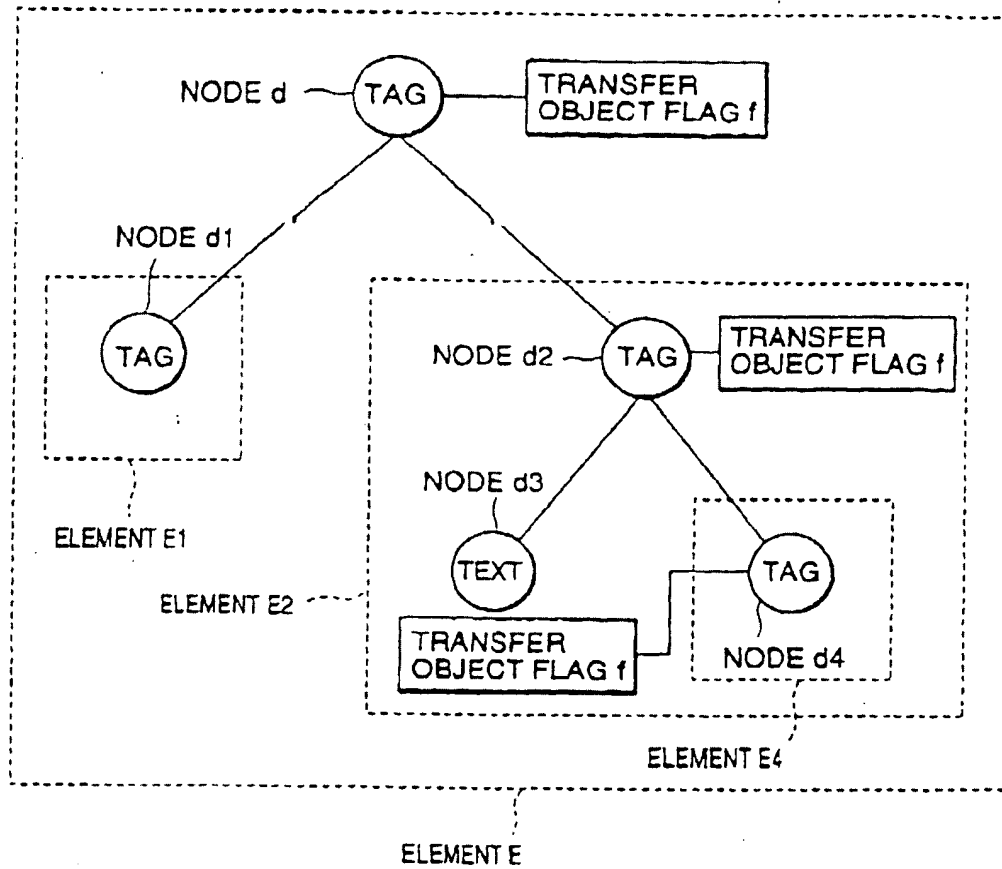 NODE d
TAG
TRANSFER
OBJECT FLAG f
NODE d1
TAG
ELEMENT E1
NODE d2
TAG
TRANSFER
OBJECT FLAG f
NODE d3
TEXT
TAG
ELEMENT E2
TRANSFER
OBJECT FLAG f
NODE d4
ELEMENT E4
ELEMENT E